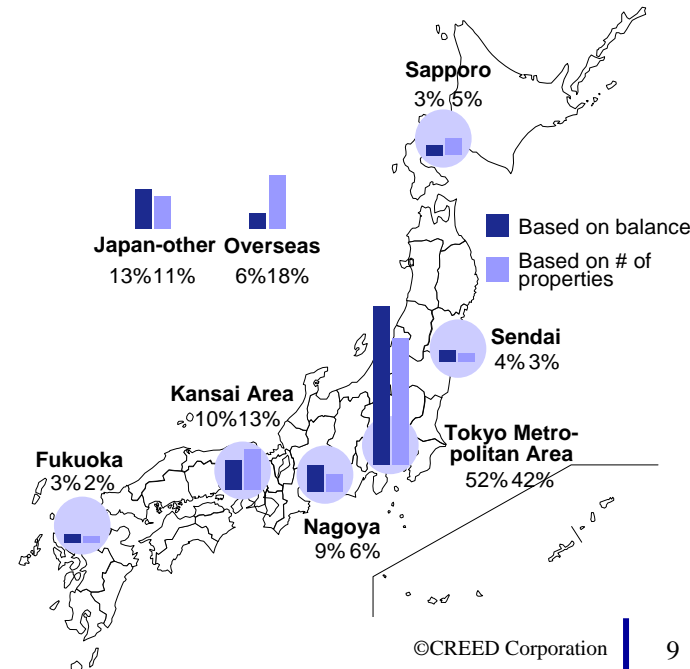 Sapporo
3% 5%
Japan-other Overseas
13% 11% 6% 18%
Based on balance
Based on # of
properties
Sendai
4% 3%
Kansai Area
10% 13%
Tokyo Metro-
politan Area
52% 42%
Fukuoka
3% 2%
Nagoya
9% 6%
©CREED Corporation 9